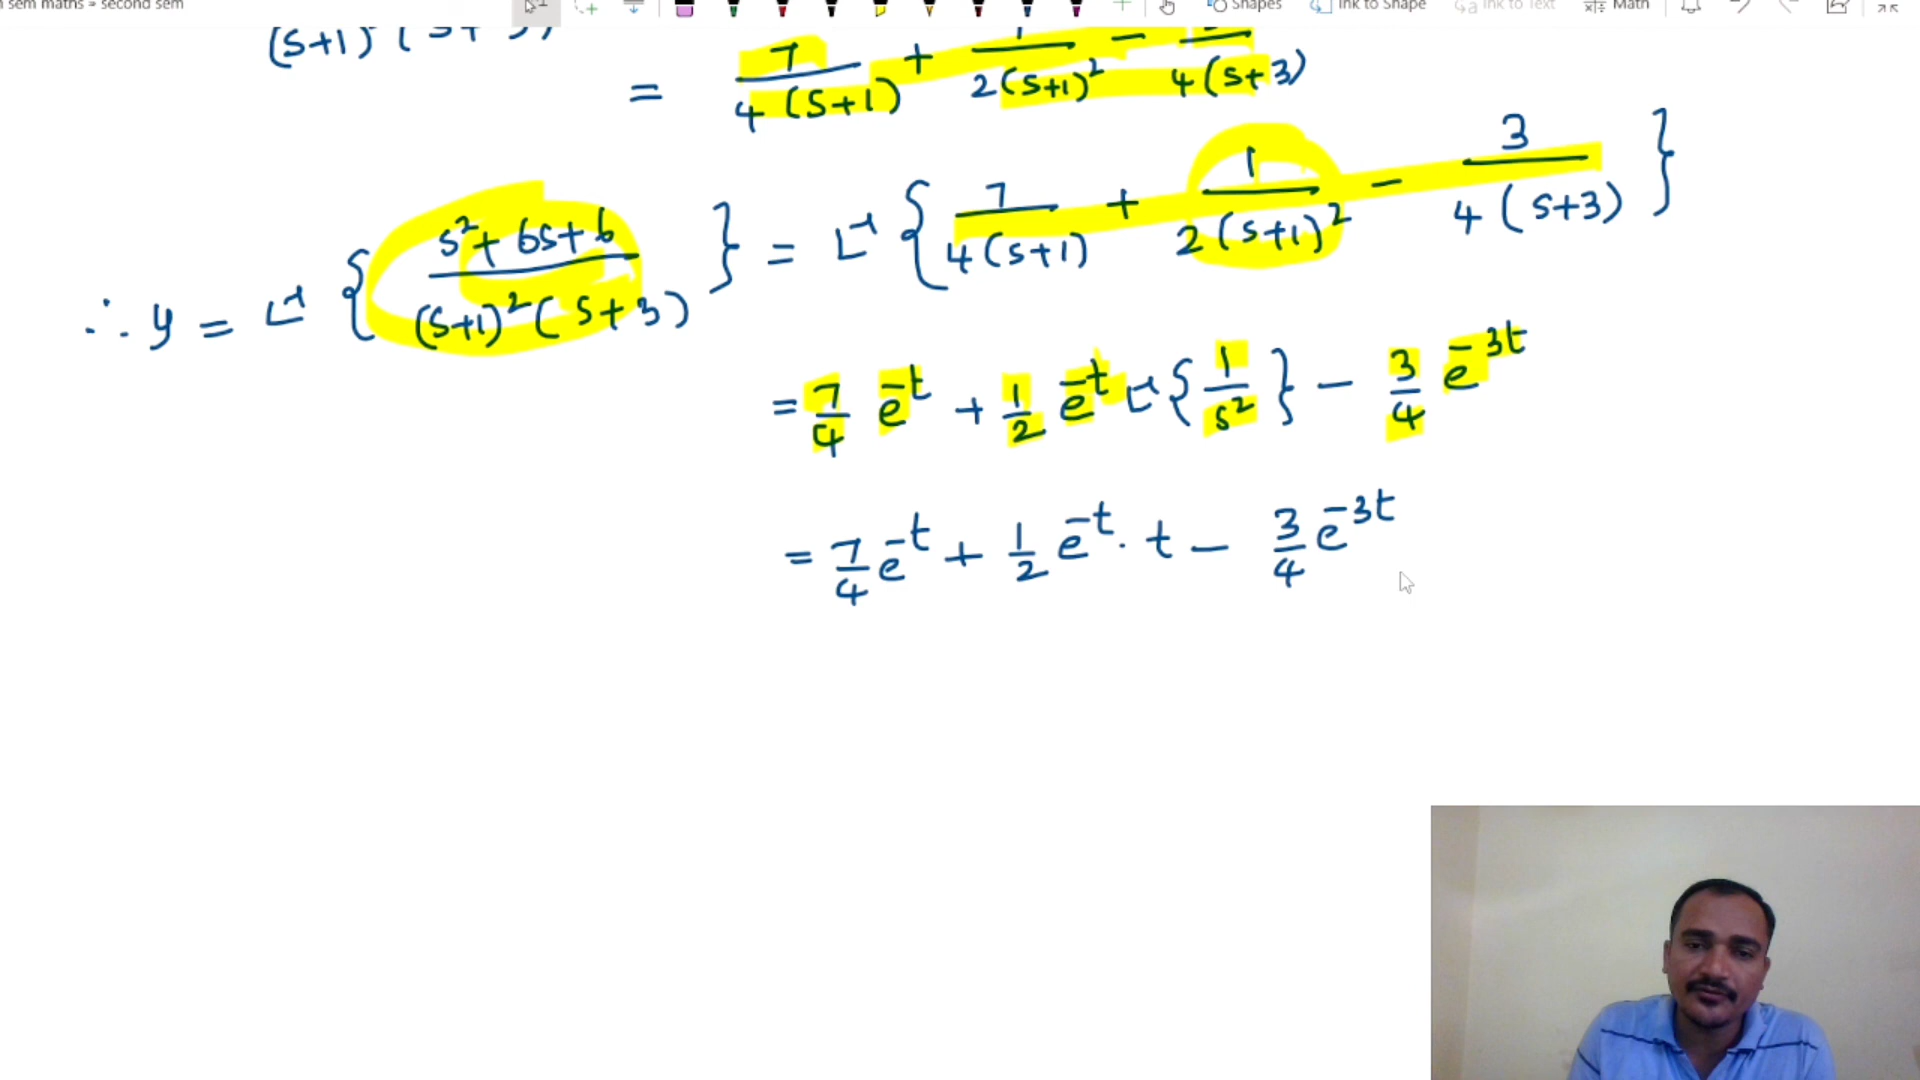 sem maths = second sem
Shapes Ink to Shape Ink to Text Math
(s+1)
= 7/4(s+1) + 1/2(s+1)² - /4(s+3)
∴ y = L⁻¹ { s²+6s+6/(s+1)²(s+3) } = L⁻¹ { 7/4(s+1) + 1/2(s+1)² - 3/4(s+3) }
= 7/4 e^-t + 1/2 e^-t L⁻¹ { 1/s² } - 3/4 e^-3t
= 7/4 e^-t + 1/2 e^-t . t - 3/4 e^-3t